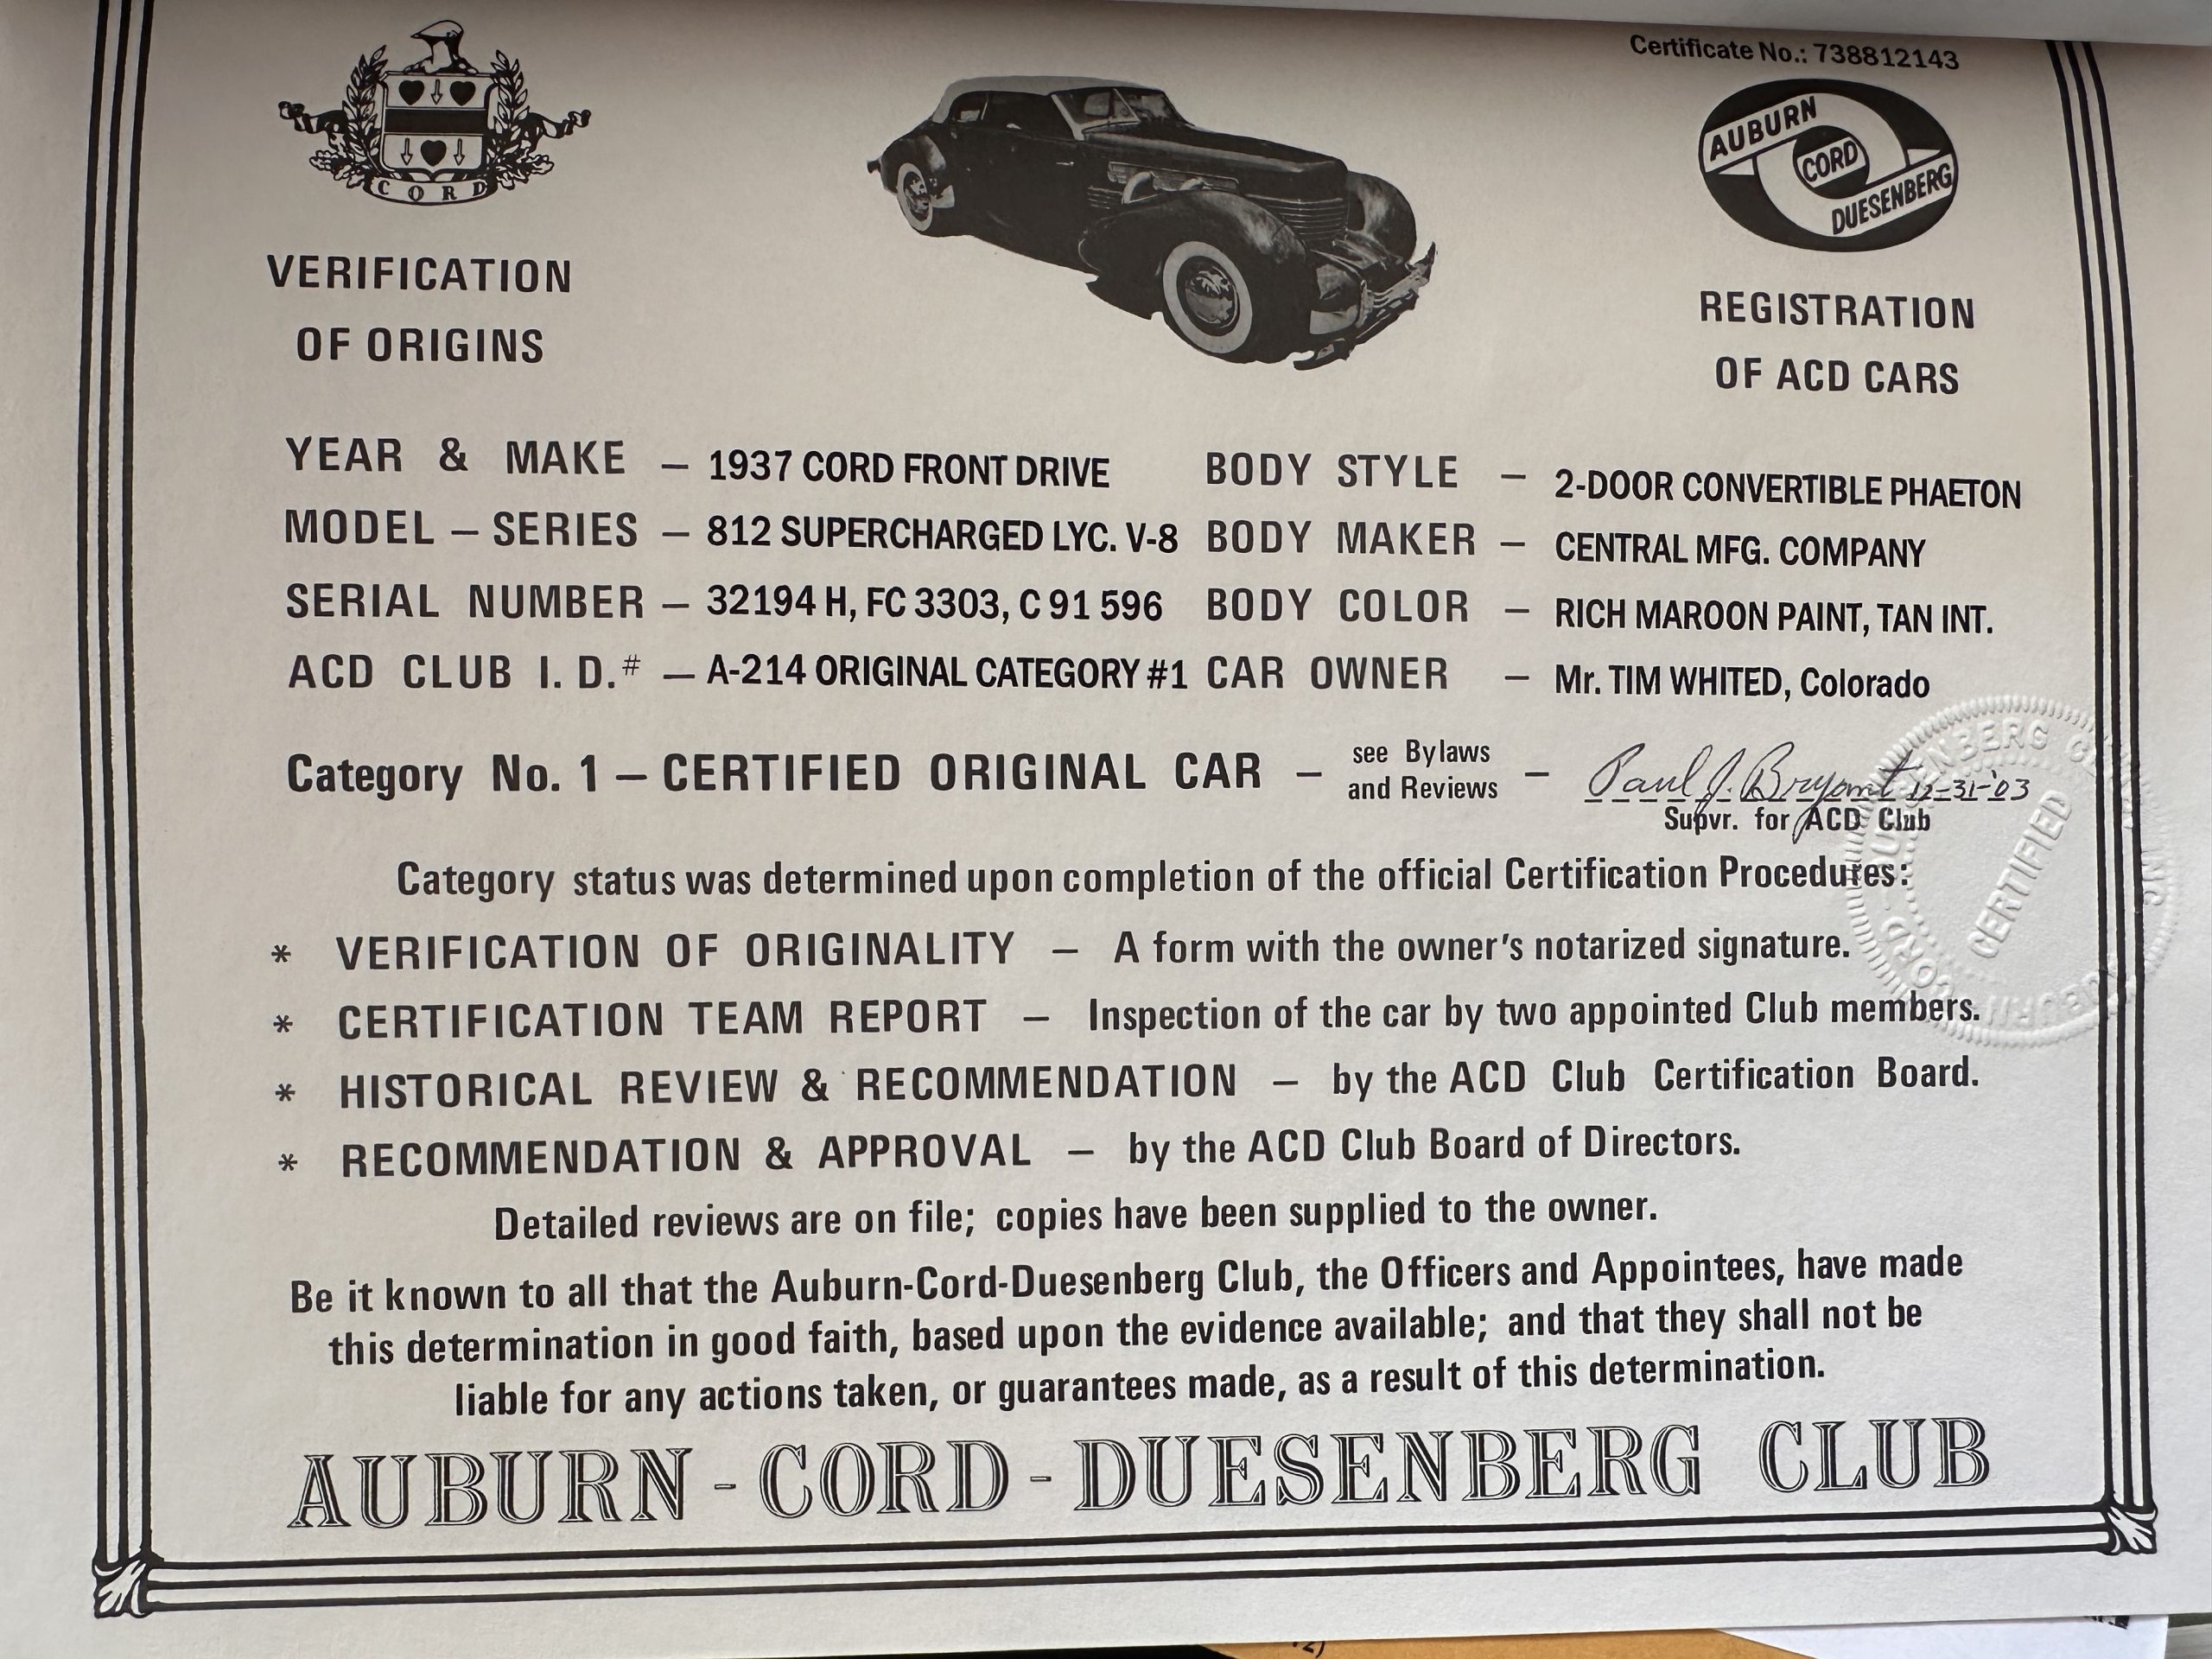 Certificate No.: 738812143
CORD
AUBURN
CORD
DUESENBERG
VERIFICATION
OF ORIGINS
REGISTRATION
OF ACD CARS
YEAR & MAKE – 1937 CORD FRONT DRIVE
BODY STYLE – 2-DOOR CONVERTIBLE PHAETON
MODEL – SERIES – 812 SUPERCHARGED LYC. V-8
BODY MAKER – CENTRAL MFG. COMPANY
SERIAL NUMBER – 32194 H, FC 3303, C 91 596
BODY COLOR – RICH MAROON PAINT, TAN INT.
ACD CLUB I. D.# – A-214 ORIGINAL CATEGORY #1
CAR OWNER – Mr. TIM WHITED, Colorado
Category No. 1 – CERTIFIED ORIGINAL CAR – see Bylaws and Reviews – Paul J. Bryant 12-31-'03
Supvr. for ACD Club
CERTIFIED
Category status was determined upon completion of the official Certification Procedures:
* VERIFICATION OF ORIGINALITY – A form with the owner's notarized signature.
* CERTIFICATION TEAM REPORT – Inspection of the car by two appointed Club members.
* HISTORICAL REVIEW & RECOMMENDATION – by the ACD Club Certification Board.
* RECOMMENDATION & APPROVAL – by the ACD Club Board of Directors.
Detailed reviews are on file; copies have been supplied to the owner.
Be it known to all that the Auburn-Cord-Duesenberg Club, the Officers and Appointees, have made
this determination in good faith, based upon the evidence available; and that they shall not be
liable for any actions taken, or guarantees made, as a result of this determination.
AUBURN - CORD - DUESENBERG CLUB